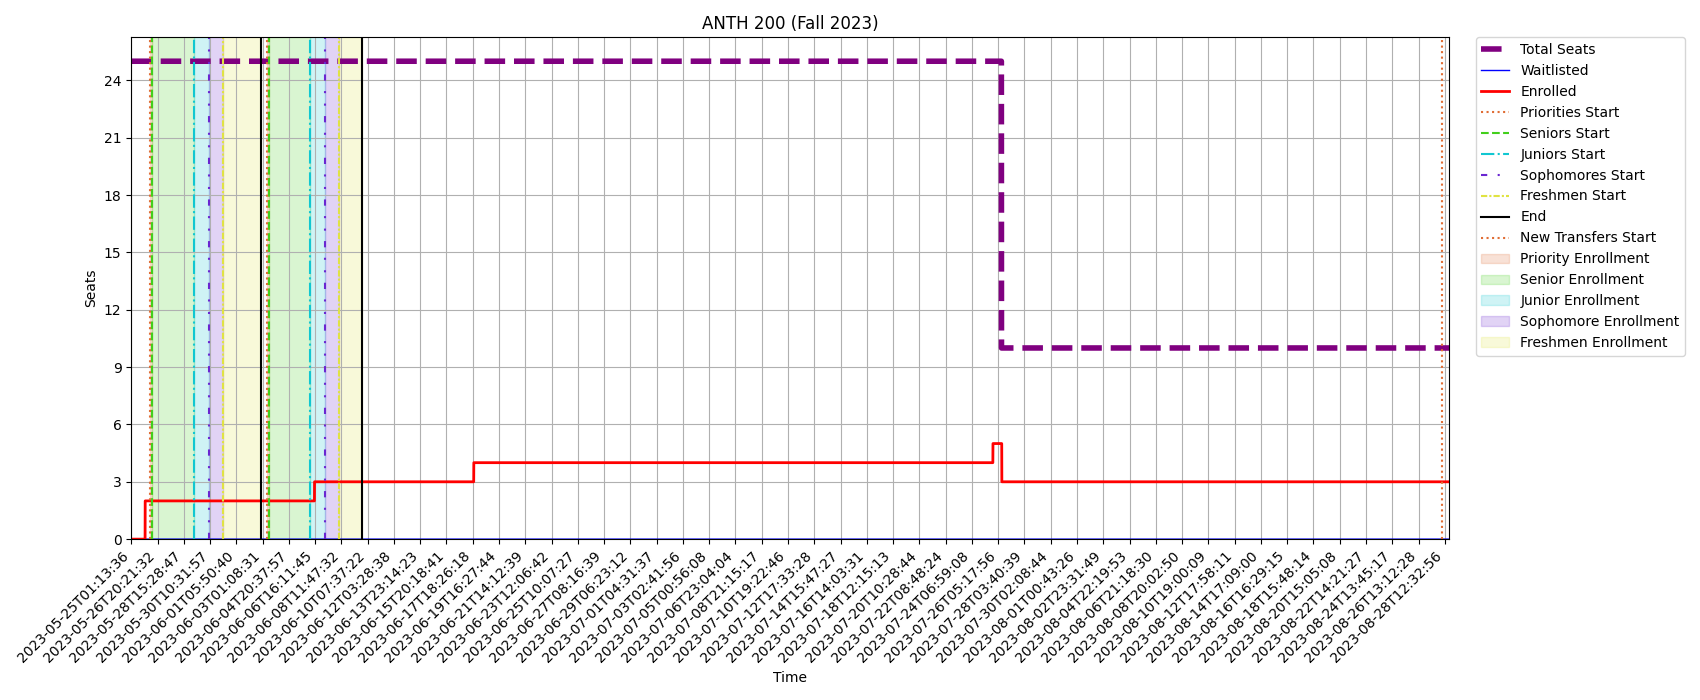 ANTH 200 (Fall 2023)
Seats
24
21
18
15
12
9
6
3
0
2023-05-25T01:13:36
2023-05-26T20:21:32
2023-05-28T15:28:47
2023-05-30T10:31:57
2023-06-01T05:50:40
2023-06-03T01:08:31
2023-06-04T20:37:57
2023-06-06T16:11:45
2023-06-08T11:47:32
2023-06-10T07:37:22
2023-06-12T03:28:38
2023-06-13T23:14:23
2023-06-15T20:18:41
2023-06-17T18:26:18
2023-06-19T16:27:44
2023-06-21T14:12:39
2023-06-23T12:06:42
2023-06-25T10:07:27
2023-06-27T08:16:39
2023-06-29T06:23:12
2023-07-01T04:31:37
2023-07-03T02:41:56
2023-07-05T00:56:08
2023-07-06T23:04:04
2023-07-08T21:15:17
2023-07-10T19:22:46
2023-07-12T17:33:28
2023-07-14T15:47:27
2023-07-16T14:03:31
2023-07-18T12:15:13
2023-07-20T10:28:44
2023-07-22T08:48:24
2023-07-24T06:59:08
2023-07-26T05:17:56
2023-07-28T03:40:39
2023-07-30T02:08:44
2023-08-01T00:43:26
2023-08-02T23:31:49
2023-08-04T22:19:53
2023-08-06T21:18:30
2023-08-08T20:02:50
2023-08-10T19:00:09
2023-08-12T17:58:11
2023-08-14T17:09:00
2023-08-16T16:29:15
2023-08-18T15:48:14
2023-08-20T15:05:08
2023-08-22T14:21:27
2023-08-24T13:45:17
2023-08-26T13:12:28
2023-08-28T12:32:56
Time
Total Seats
Waitlisted
Enrolled
Priorities Start
Seniors Start
Juniors Start
Sophomores Start
Freshmen Start
End
New Transfers Start
Priority Enrollment
Senior Enrollment
Junior Enrollment
Sophomore Enrollment
Freshmen Enrollment